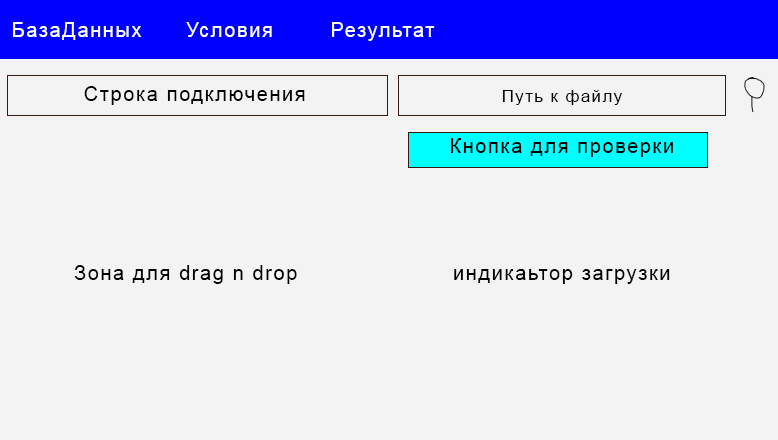 БазаДанных Условия Результат
Строка подключения Путь к файлу
Кнопка для проверки
Зона для drag n drop индикаьтор загрузки